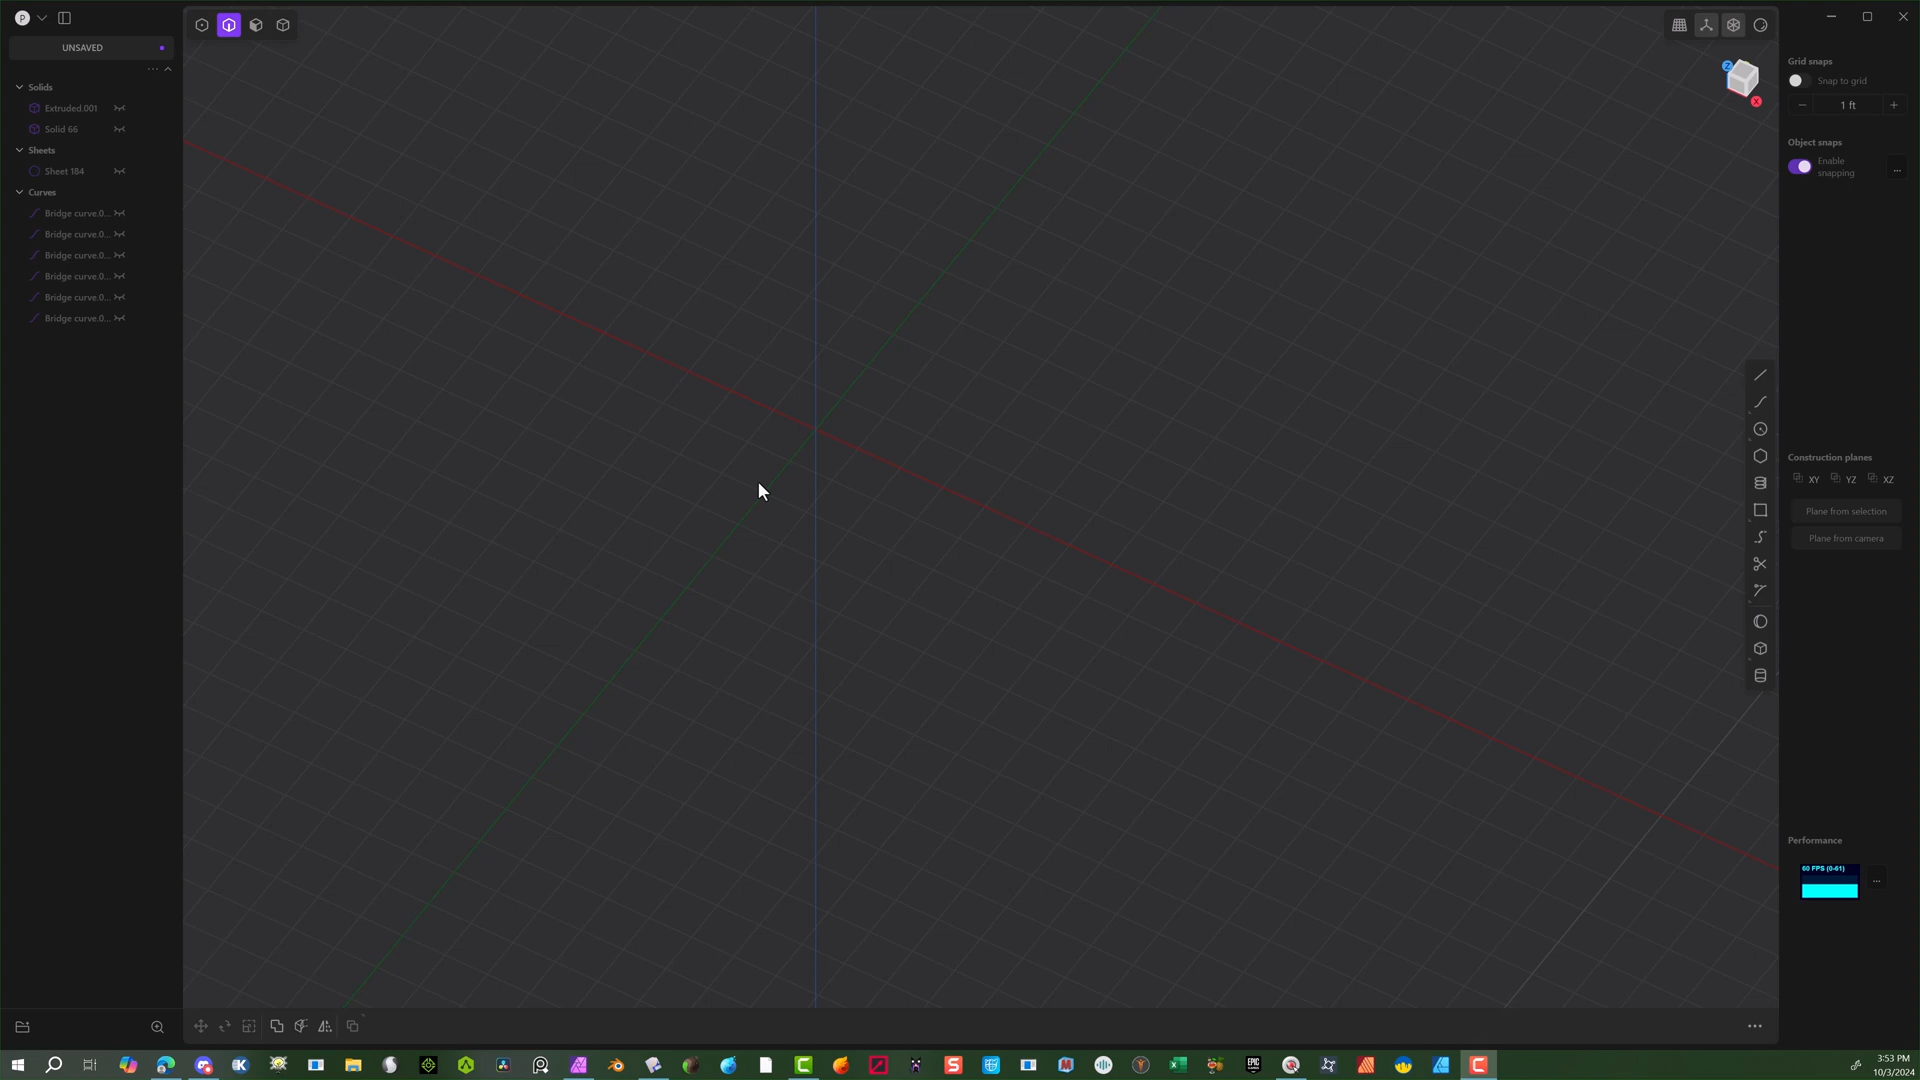 P
UNSAVED
Solids
Extruded.001
Solid 66
Sheets
Sheet 184
Curves
Bridge curve.0...
Bridge curve.0...
Bridge curve.0...
Bridge curve.0...
Bridge curve.0...
Bridge curve.0...
Z
X
Grid snaps
Snap to grid
1 ft
Object snaps
Enable
snapping
Construction planes
XY YZ XZ
Plane from selection
Plane from camera
Performance
60 FPS (0-61)
3:53 PM
10/3/2024